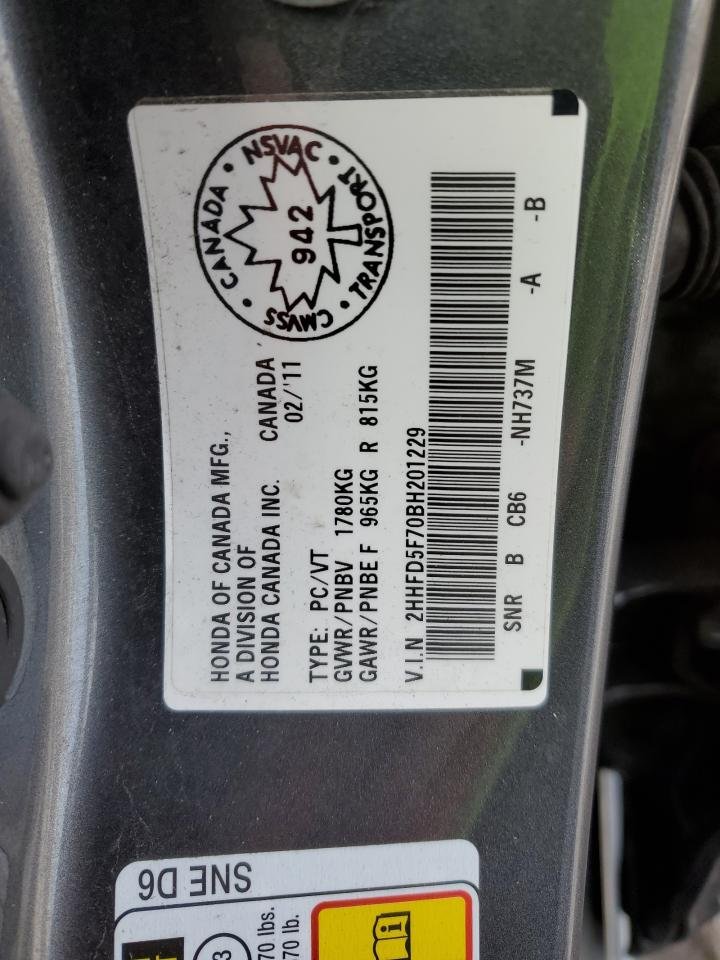 HONDA OF CANADA MFG.,
A DIVISION OF
HONDA CANADA INC. CANADA
02/'11
TYPE: PC/VT
GVWR/PNBV 1780KG
GAWR/PNBE F 965KG R 815KG
V.I.N 2HHFD5F70BH201229
SNR B CB6 -NH737M -A -B
CANADA · NSVAC · TRANSPORT · CMVSS ·
942
SNE D6
3
70 lbs.
70 lb.